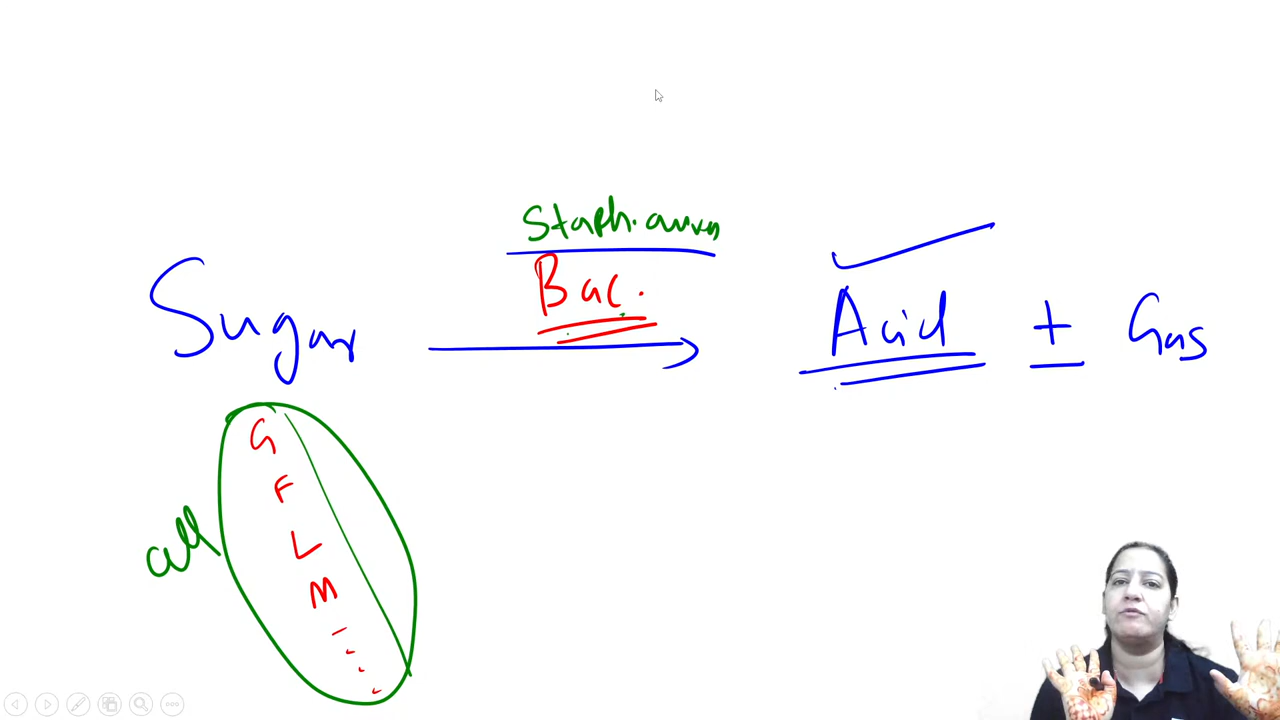 Staph. aureus
Bac.
Sugar
Acid ± Gas
G
F
all
L
M